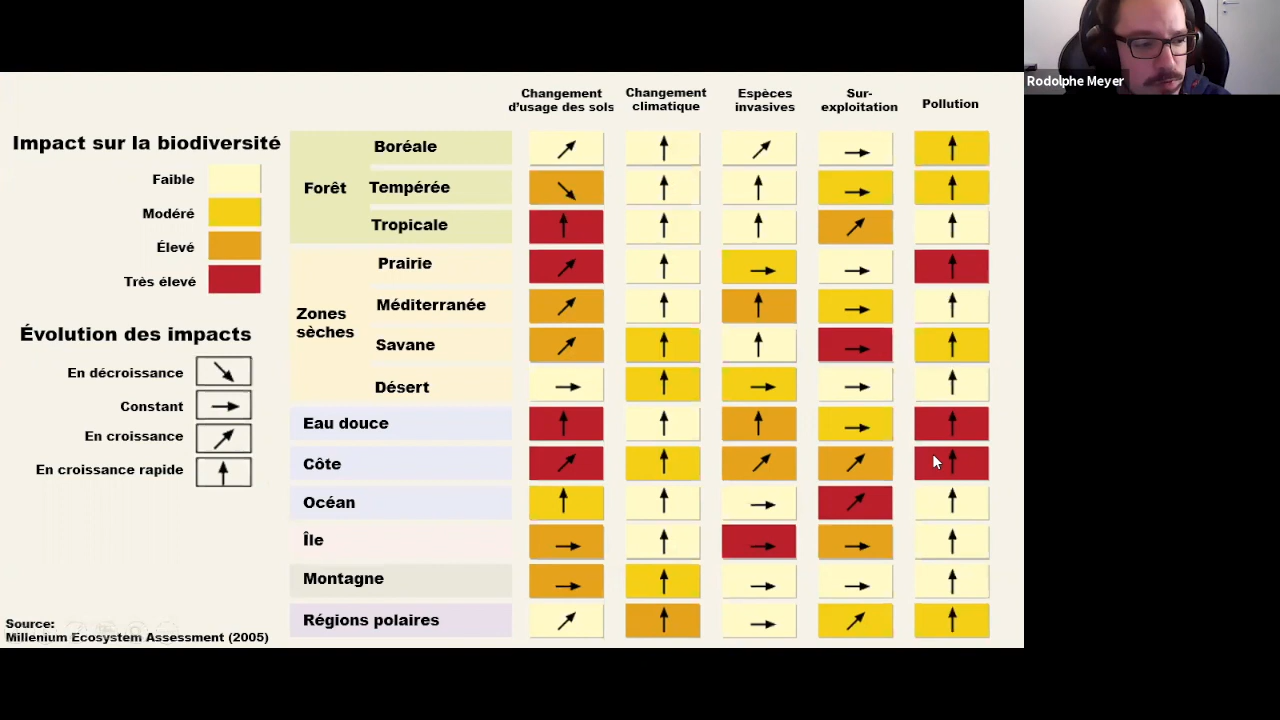 Rodolphe Meyer
Changement
d'usage des sols
Changement
climatique
Espèces
invasives
Sur-
exploitation
Pollution
Impact sur la biodiversité
Faible
Modéré
Élevé
Très élevé
Évolution des impacts
En décroissance
Constant
En croissance
En croissance rapide
Forêt
Boréale
Tempérée
Tropicale
Zones
sèches
Prairie
Méditerranée
Savane
Désert
Eau douce
Côte
Océan
Île
Montagne
Régions polaires
Source:
Millenium Ecosystem Assessment (2005)